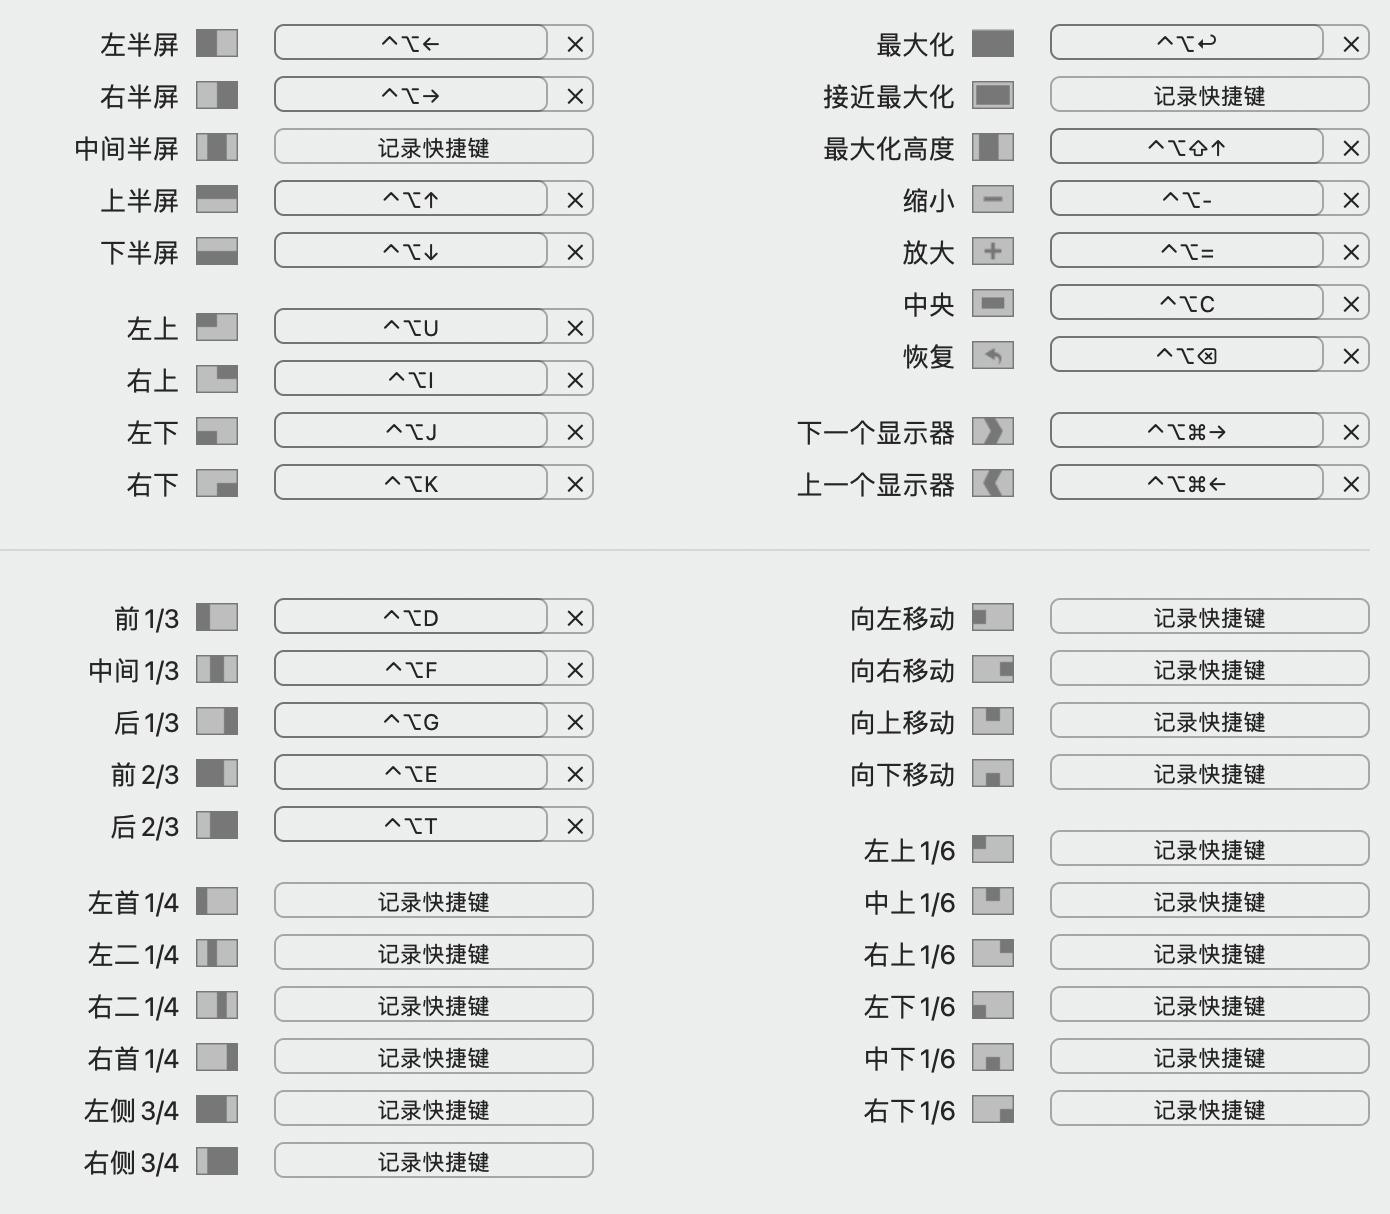 左半屏 ⌃⌥← ×
右半屏 ⌃⌥→ ×
中间半屏 记录快捷键
上半屏 ⌃⌥↑ ×
下半屏 ⌃⌥↓ ×
左上 ⌃⌥U ×
右上 ⌃⌥I ×
左下 ⌃⌥J ×
右下 ⌃⌥K ×
最大化 ⌃⌥↩ ×
接近最大化 记录快捷键
最大化高度 ⌃⌥⇧↑ ×
缩小 ⌃⌥- ×
放大 ⌃⌥= ×
中央 ⌃⌥C ×
恢复 ⌃⌥⌫ ×
下一个显示器 ⌃⌥⌘→ ×
上一个显示器 ⌃⌥⌘← ×
前 1/3 ⌃⌥D ×
中间 1/3 ⌃⌥F ×
后 1/3 ⌃⌥G ×
前 2/3 ⌃⌥E ×
后 2/3 ⌃⌥T ×
左首 1/4 记录快捷键
左二 1/4 记录快捷键
右二 1/4 记录快捷键
右首 1/4 记录快捷键
左侧 3/4 记录快捷键
右侧 3/4 记录快捷键
向左移动 记录快捷键
向右移动 记录快捷键
向上移动 记录快捷键
向下移动 记录快捷键
左上 1/6 记录快捷键
中上 1/6 记录快捷键
右上 1/6 记录快捷键
左下 1/6 记录快捷键
中下 1/6 记录快捷键
右下 1/6 记录快捷键